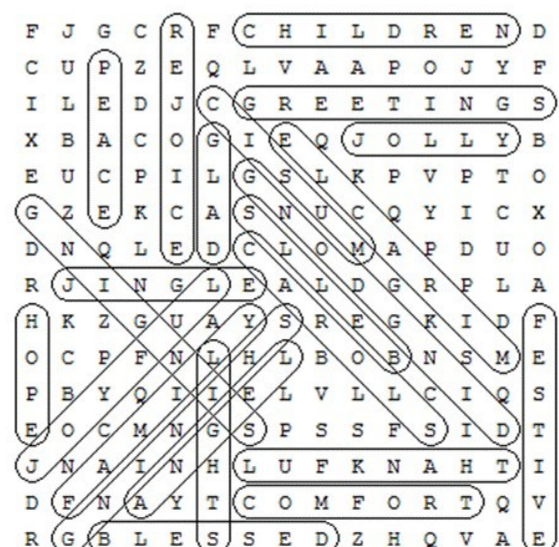 F J G C R F C H I L D R E N D
C U P Z E Q L V A A P O J Y F
I L E D J C G R E E T I N G S
X B A C O G I E Q J O L L Y B
E U C P I L G S L K P V P T O
G Z E K C A S N U C Q Y I C X
D N Q L E D C L O M A P D U O
R J I N G L E A L D G R P L A
H K Z G U A Y S R E G K I D F
O C P F N L H L B O B N S M E
P B Y Q I I E L V L L C I Q S
E O C M N G S P S S F S I D T
J N A I N H L U F K N A H T I
D F N A Y T C O M F O R T Q V
R G B L E S S E D Z H Q V A E